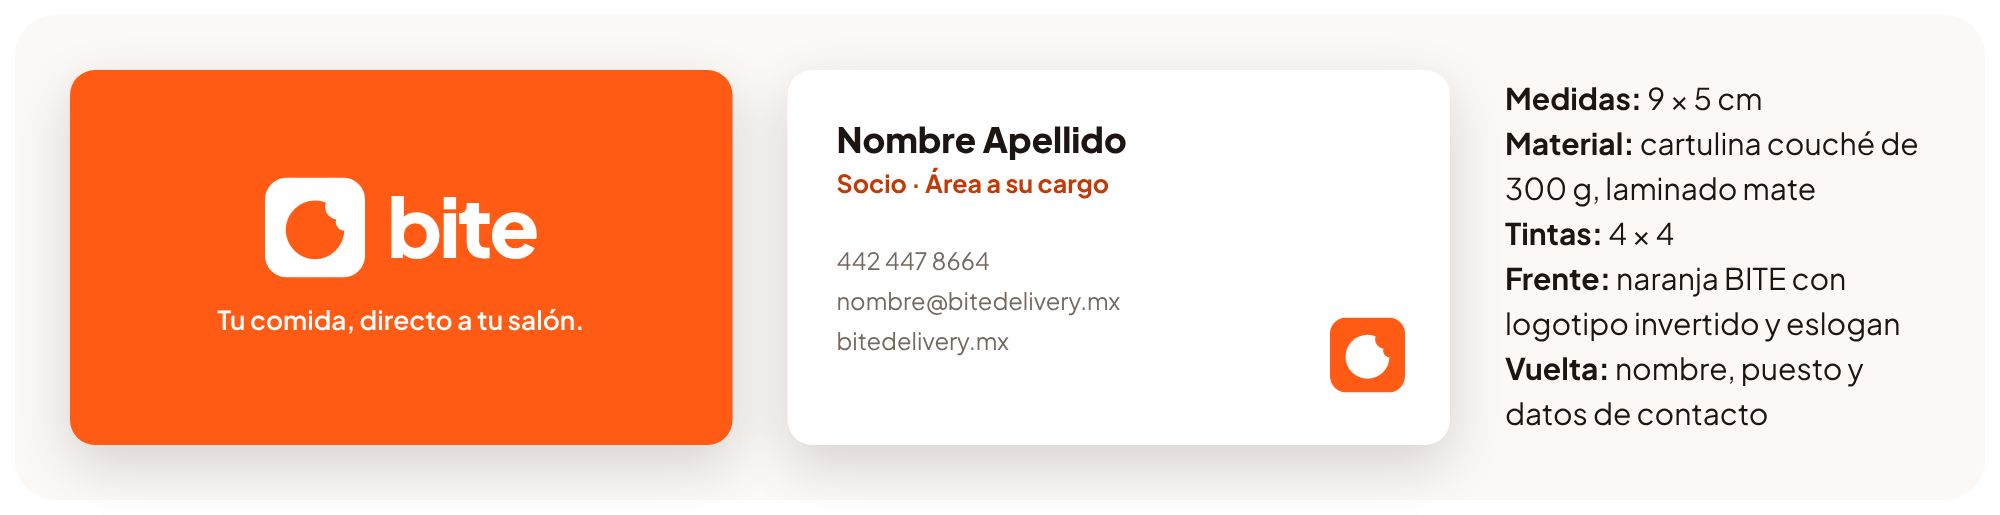 bite
Tu comida, directo a tu salón.
Nombre Apellido
Socio · Área a su cargo
442 447 8664
nombre@bitedelivery.mx
bitedelivery.mx
Medidas: 9 × 5 cm
Material: cartulina couché de
300 g, laminado mate
Tintas: 4 × 4
Frente: naranja BITE con
logotipo invertido y eslogan
Vuelta: nombre, puesto y
datos de contacto